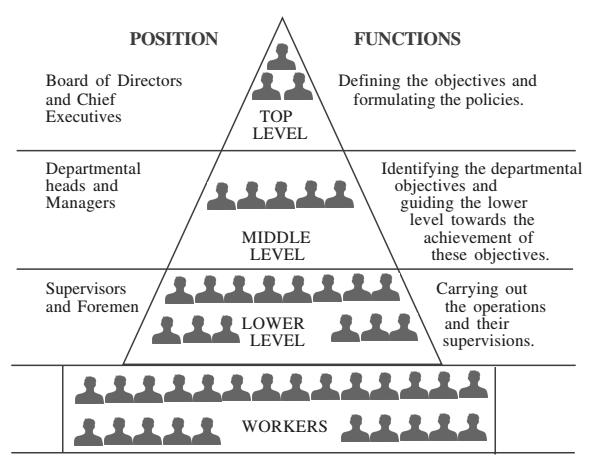 POSITION
FUNCTIONS
Board of Directors
and Chief
Executives
TOP
LEVEL
Defining the objectives and
formulating the policies.
Departmental
heads and
Managers
MIDDLE
LEVEL
Identifying the departmental
objectives and
guiding the lower
level towards the
achievement of
these objectives.
Supervisors
and Foremen
LOWER
LEVEL
Carrying out
the operations
and their
supervisions.
WORKERS